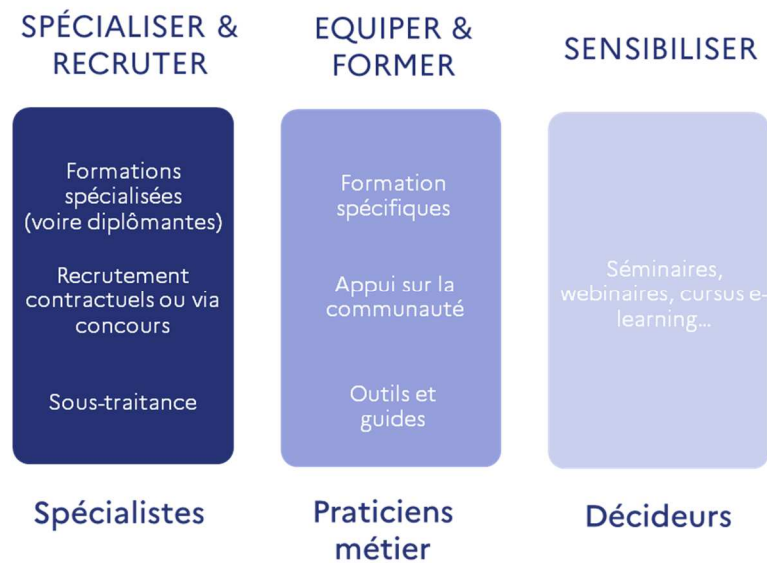 SPÉCIALISER &
RECRUTER
Formations
spécialisées
(voire diplômantes)
Recrutement
contractuels ou via
concours
Sous-traitance
Spécialistes
EQUIPER &
FORMER
Formation
spécifiques
Appui sur la
communauté
Outils et
guides
Praticiens
métier
SENSIBILISER
Séminaires,
webinaires, cursus e-
learning…
Décideurs